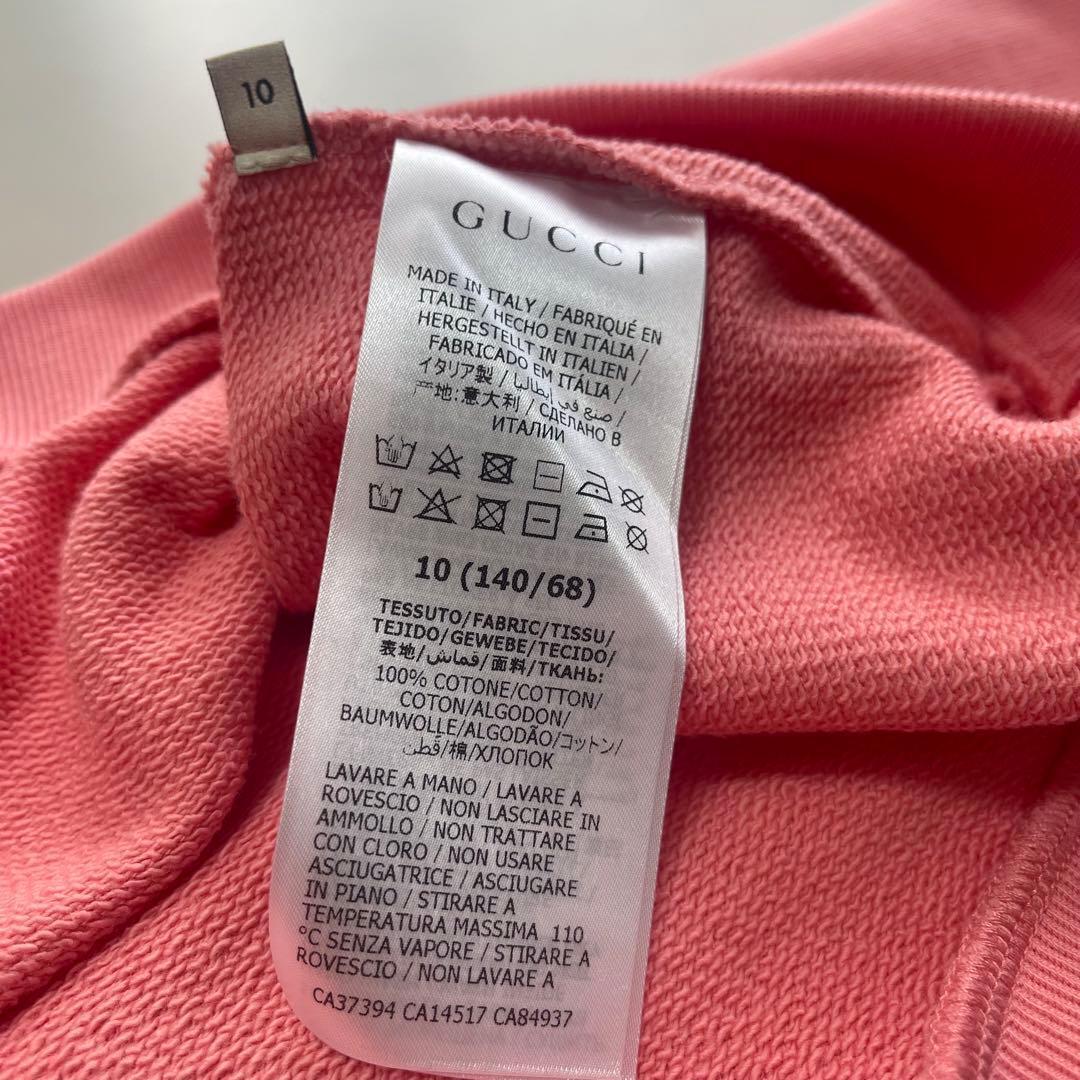 10
GUCCI
MADE IN ITALY / FABRIQUÉ EN
ITALIE / HECHO EN ITALIA /
HERGESTELLT IN ITALIEN /
FABRICADO EM ITÁLIA /
イタリア製 / صنع في إيطاليا /
产地:意大利 / СДЕЛАНО В
ИТАЛИИ
10 (140/68)
TESSUTO/FABRIC/TISSU/
TEJIDO/GEWEBE/TECIDO/
表地/قماش/面料/ТКАНЬ:
100% COTONE/COTTON/
COTON/ALGODON/
BAUMWOLLE/ALGODÃO/コットン/
قطن/棉/ХЛОПОК
LAVARE A MANO / LAVARE A
ROVESCIO / NON LASCIARE IN
AMMOLLO / NON TRATTARE
CON CLORO / NON USARE
ASCIUGATRICE / ASCIUGARE
IN PIANO / STIRARE A
TEMPERATURA MASSIMA 110
°C SENZA VAPORE / STIRARE A
ROVESCIO / NON LAVARE A
CA37394 CA14517 CA84937